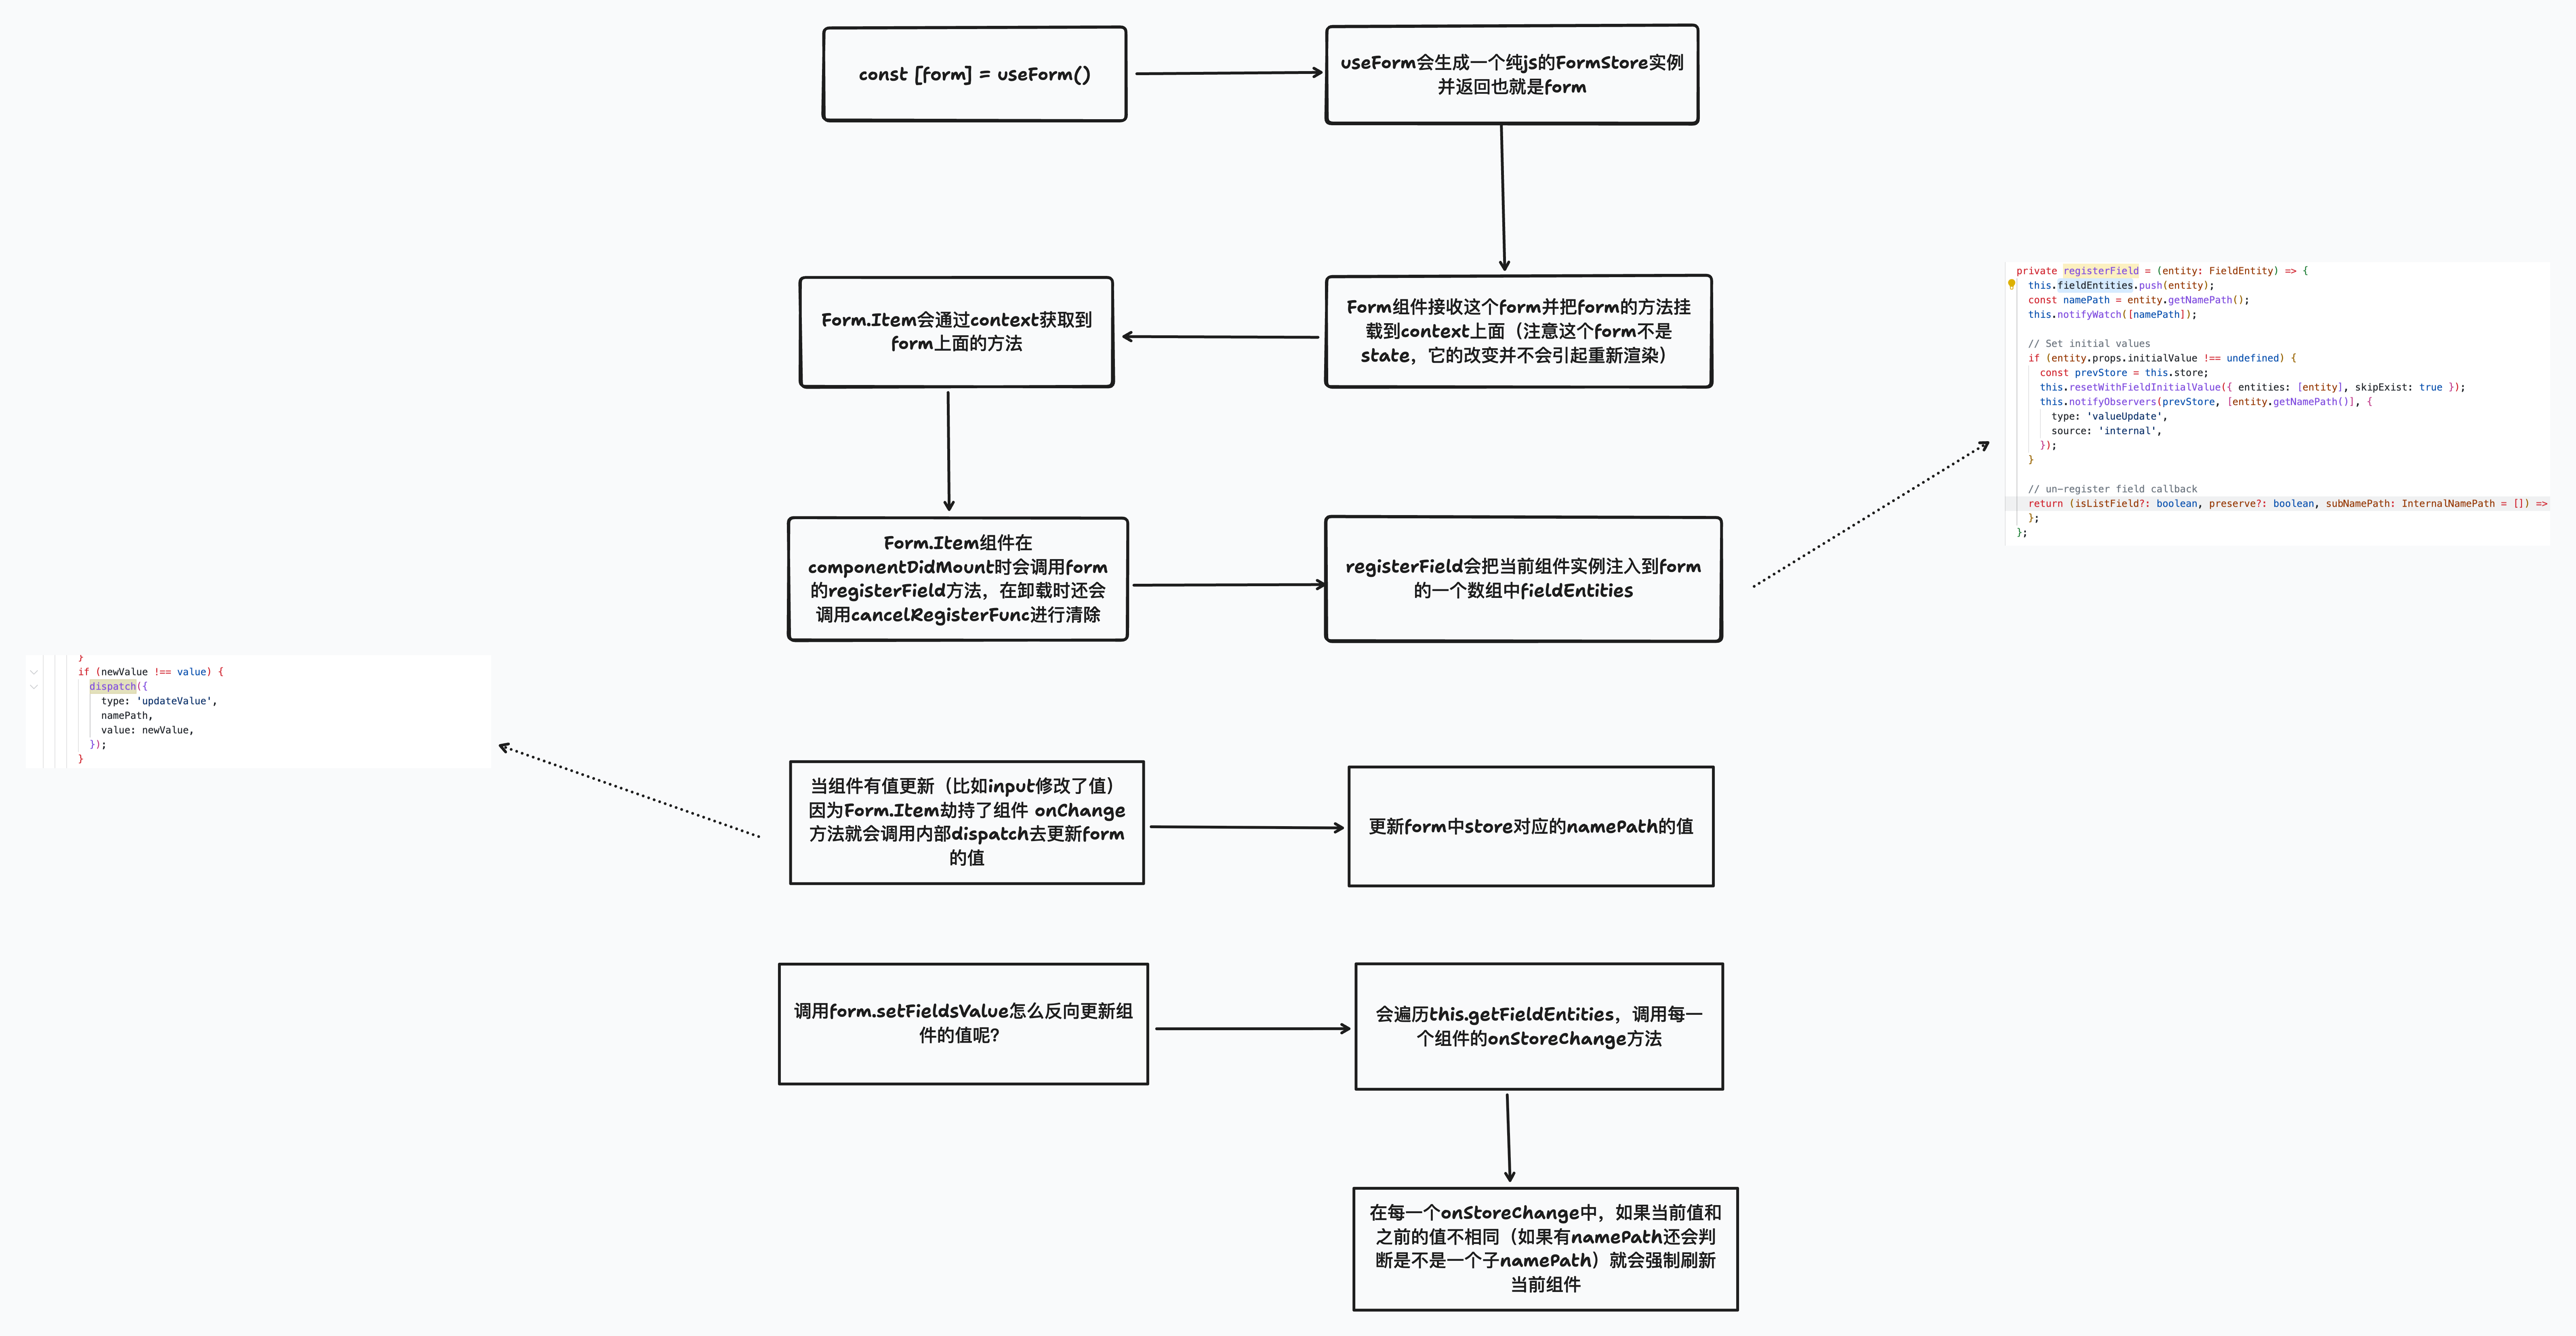 const [form] = useForm()
useForm会生成一个纯js的FormStore实例
并返回也就是form
Form组件接收这个form并把form的方法挂
载到context上面（注意这个form不是
state，它的改变并不会引起重新渲染）
Form.Item会通过context获取到
form上面的方法
Form.Item组件在
componentDidMount时会调用form
的registerField方法，在卸载时还会
调用cancelRegisterFunc进行清除
registerField会把当前组件实例注入到form
的一个数组中fieldEntities
private registerField = (entity: FieldEntity) => {
this.fieldEntities.push(entity);
const namePath = entity.getNamePath();
this.notifyWatch([namePath]);
// Set initial values
if (entity.props.initialValue !== undefined) {
const prevStore = this.store;
this.resetWithFieldInitialValue({ entities: [entity], skipExist: true });
this.notifyObservers(prevStore, [entity.getNamePath()], {
type: 'valueUpdate',
source: 'internal',
});
}
// un-register field callback
return (isListField?: boolean, preserve?: boolean, subNamePath: InternalNamePath = []) =>
};
};
当组件有值更新（比如input修改了值）
因为Form.Item劫持了组件 onChange
方法就会调用内部dispatch去更新form
的值
}
if (newValue !== value) {
dispatch({
type: 'updateValue',
namePath,
value: newValue,
});
}
更新form中store对应的namePath的值
调用form.setFieldsValue怎么反向更新组
件的值呢？
会遍历this.getFieldEntities，调用每一
个组件的onStoreChange方法
在每一个onStoreChange中，如果当前值和
之前的值不相同（如果有namePath还会判
断是不是一个子namePath）就会强制刷新
当前组件